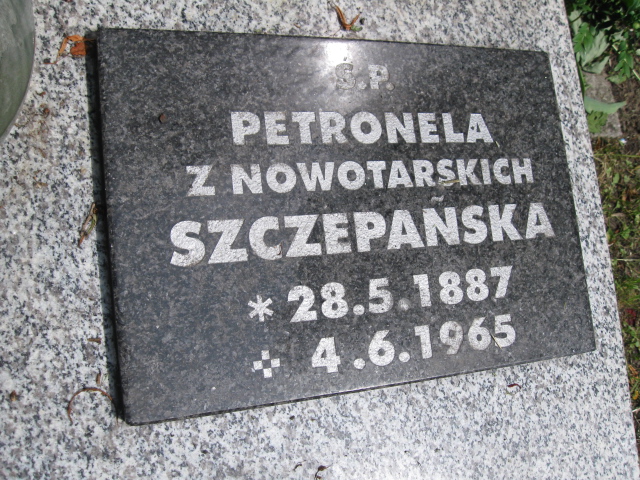 Ś.P.
PETRONELA
Z NOWOTARSKICH
SZCZEPAŃSKA
* 28.5.1887
✚ 4.6.1965